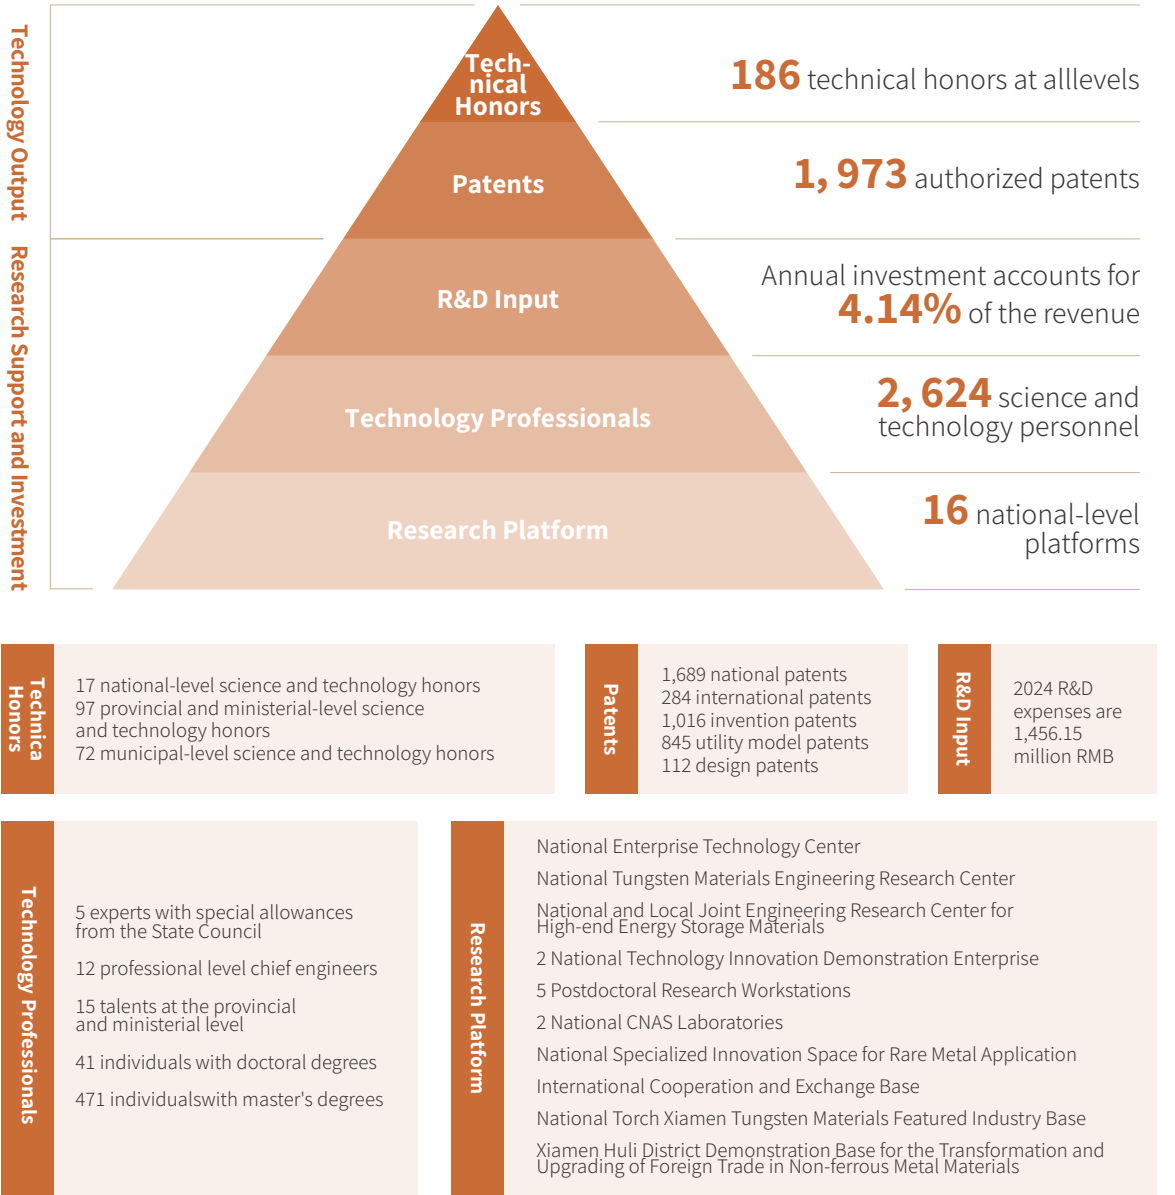 Technology Output
Research Support and Investment
Tech-
nical
Honors
186 technical honors at alllevels
Patents
1, 973 authorized patents
R&D Input
Annual investment accounts for
4.14% of the revenue
Technology Professionals
2, 624 science and
technology personnel
Research Platform
16 national-level
platforms
Technica
Honors
17 national-level science and technology honors
97 provincial and ministerial-level science
and technology honors
72 municipal-level science and technology honors
Patents
1,689 national patents
284 international patents
1,016 invention patents
845 utility model patents
112 design patents
R&D Input
2024 R&D
expenses are
1,456.15
million RMB
Technology Professionals
5 experts with special allowances
from the State Council
12 professional level chief engineers
15 talents at the provincial
and ministerial level
41 individuals with doctoral degrees
471 individualswith master's degrees
Research Platform
National Enterprise Technology Center
National Tungsten Materials Engineering Research Center
National and Local Joint Engineering Research Center for
High-end Energy Storage Materials
2 National Technology Innovation Demonstration Enterprise
5 Postdoctoral Research Workstations
2 National CNAS Laboratories
National Specialized Innovation Space for Rare Metal Application
International Cooperation and Exchange Base
National Torch Xiamen Tungsten Materials Featured Industry Base
Xiamen Huli District Demonstration Base for the Transformation and
Upgrading of Foreign Trade in Non-ferrous Metal Materials